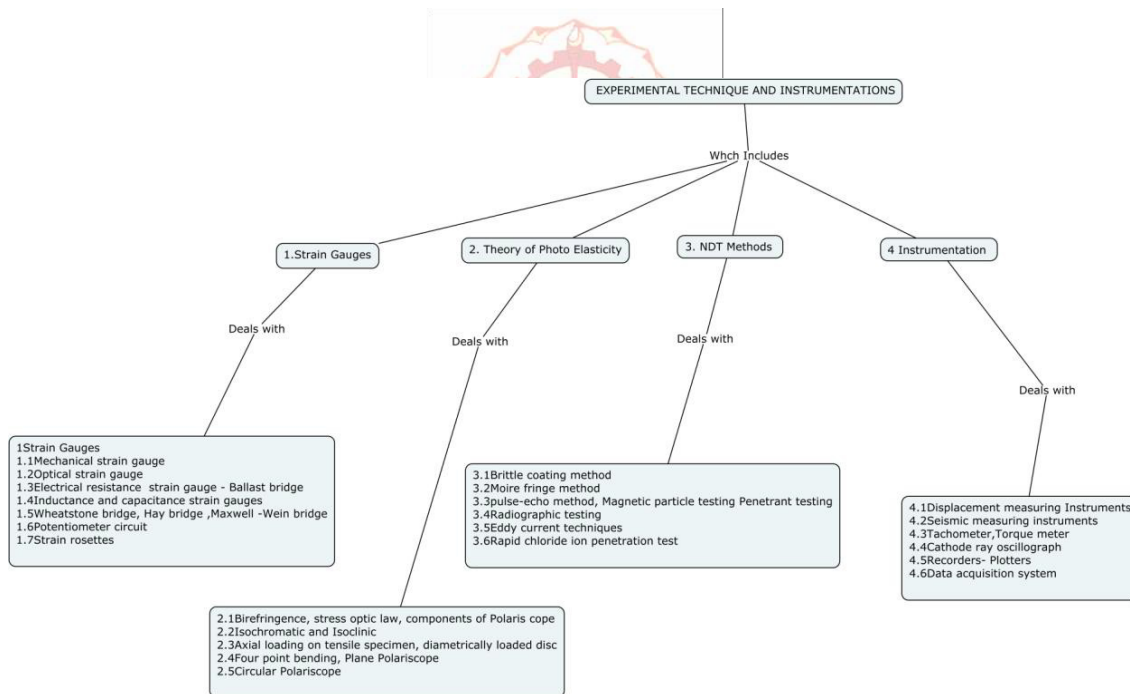 EXPERIMENTAL TECHNIQUE AND INSTRUMENTATIONS
Whch Includes
1.Strain Gauges
2. Theory of Photo Elasticity
3. NDT Methods
4 Instrumentation
Deals with
Deals with
Deals with
Deals with
1Strain Gauges
1.1Mechanical strain gauge
1.2Optical strain gauge
1.3Electrical resistance strain gauge - Ballast bridge
1.4Inductance and capacitance strain gauges
1.5Wheatstone bridge, Hay bridge ,Maxwell -Wein bridge
1.6Potentiometer circuit
1.7Strain rosettes
2.1Birefringence, stress optic law, components of Polaris cope
2.2Isochromatic and Isoclinic
2.3Axial loading on tensile specimen, diametrically loaded disc
2.4Four point bending, Plane Polariscope
2.5Circular Polariscope
3.1Brittle coating method
3.2Moire fringe method
3.3pulse-echo method, Magnetic particle testing Penetrant testing
3.4Radiographic testing
3.5Eddy current techniques
3.6Rapid chloride ion penetration test
4.1Displacement measuring Instruments
4.2Seismic measuring instruments
4.3Tachometer,Torque meter
4.4Cathode ray oscillograph
4.5Recorders- Plotters
4.6Data acquisition system